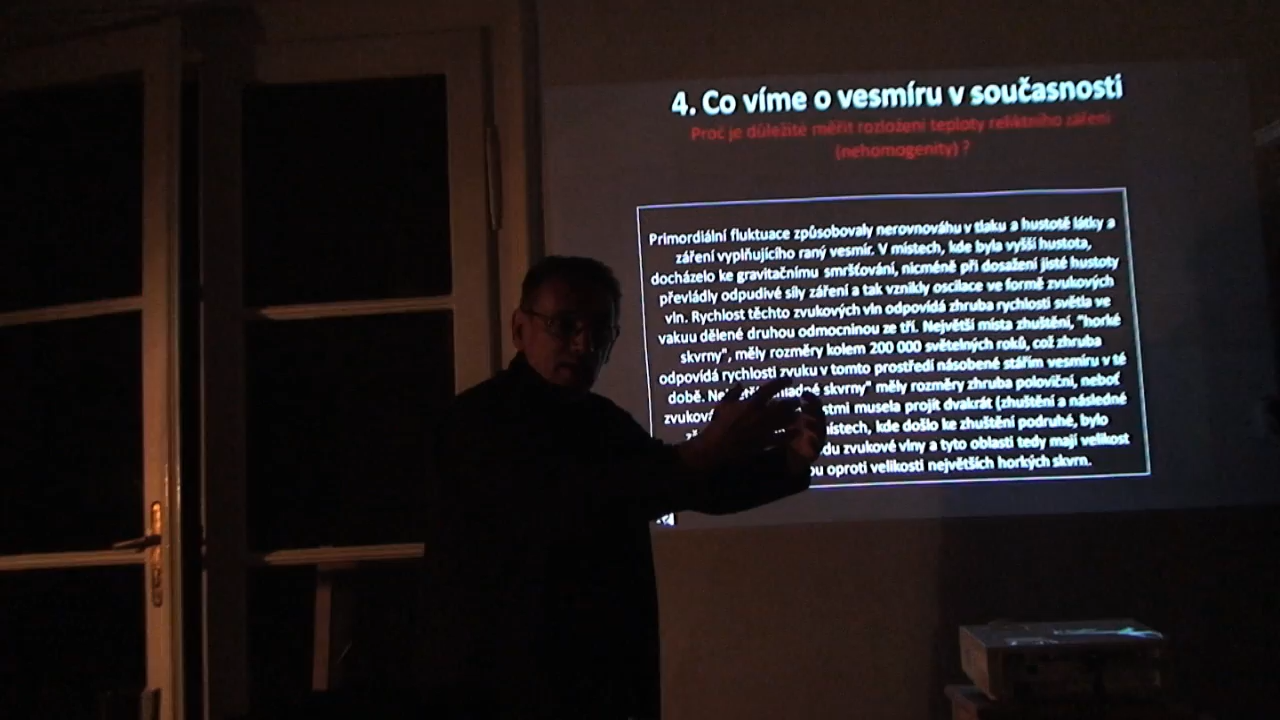 4. Co víme o vesmíru v současnosti
Proč je důležité měřit rozložení teploty reliktního záření
(nehomogenity) ?
Primordiální fluktuace způsobovaly nerovnováhu v tlaku a hustotě látky a
záření vyplňujícího raný vesmír. V místech, kde byla vyšší hustota,
docházelo ke gravitačnímu smršťování, nicméně při dosažení jisté hustoty
převládly odpudivé síly záření a tak vznikly oscilace ve formě zvukových
vln. Rychlost těchto zvukových vln odpovídá zhruba rychlosti světla ve
vakuu dělené druhou odmocninou ze tří. Největší místa zhuštění, "horké
skvrny", měly rozměry kolem 200 000 světelných roků, což zhruba
odpovídá rychlosti zvuku v tomto prostředí násobené stářím vesmíru v té
době. skvrny" měly rozměry zhruba poloviční, neboť
musela projít dvakrát (zhuštění a následné
kde došlo ke zhuštění podruhé, bylo
zvukové vlny a tyto oblasti tedy mají velikost
oproti velikosti největších horkých skvrn.